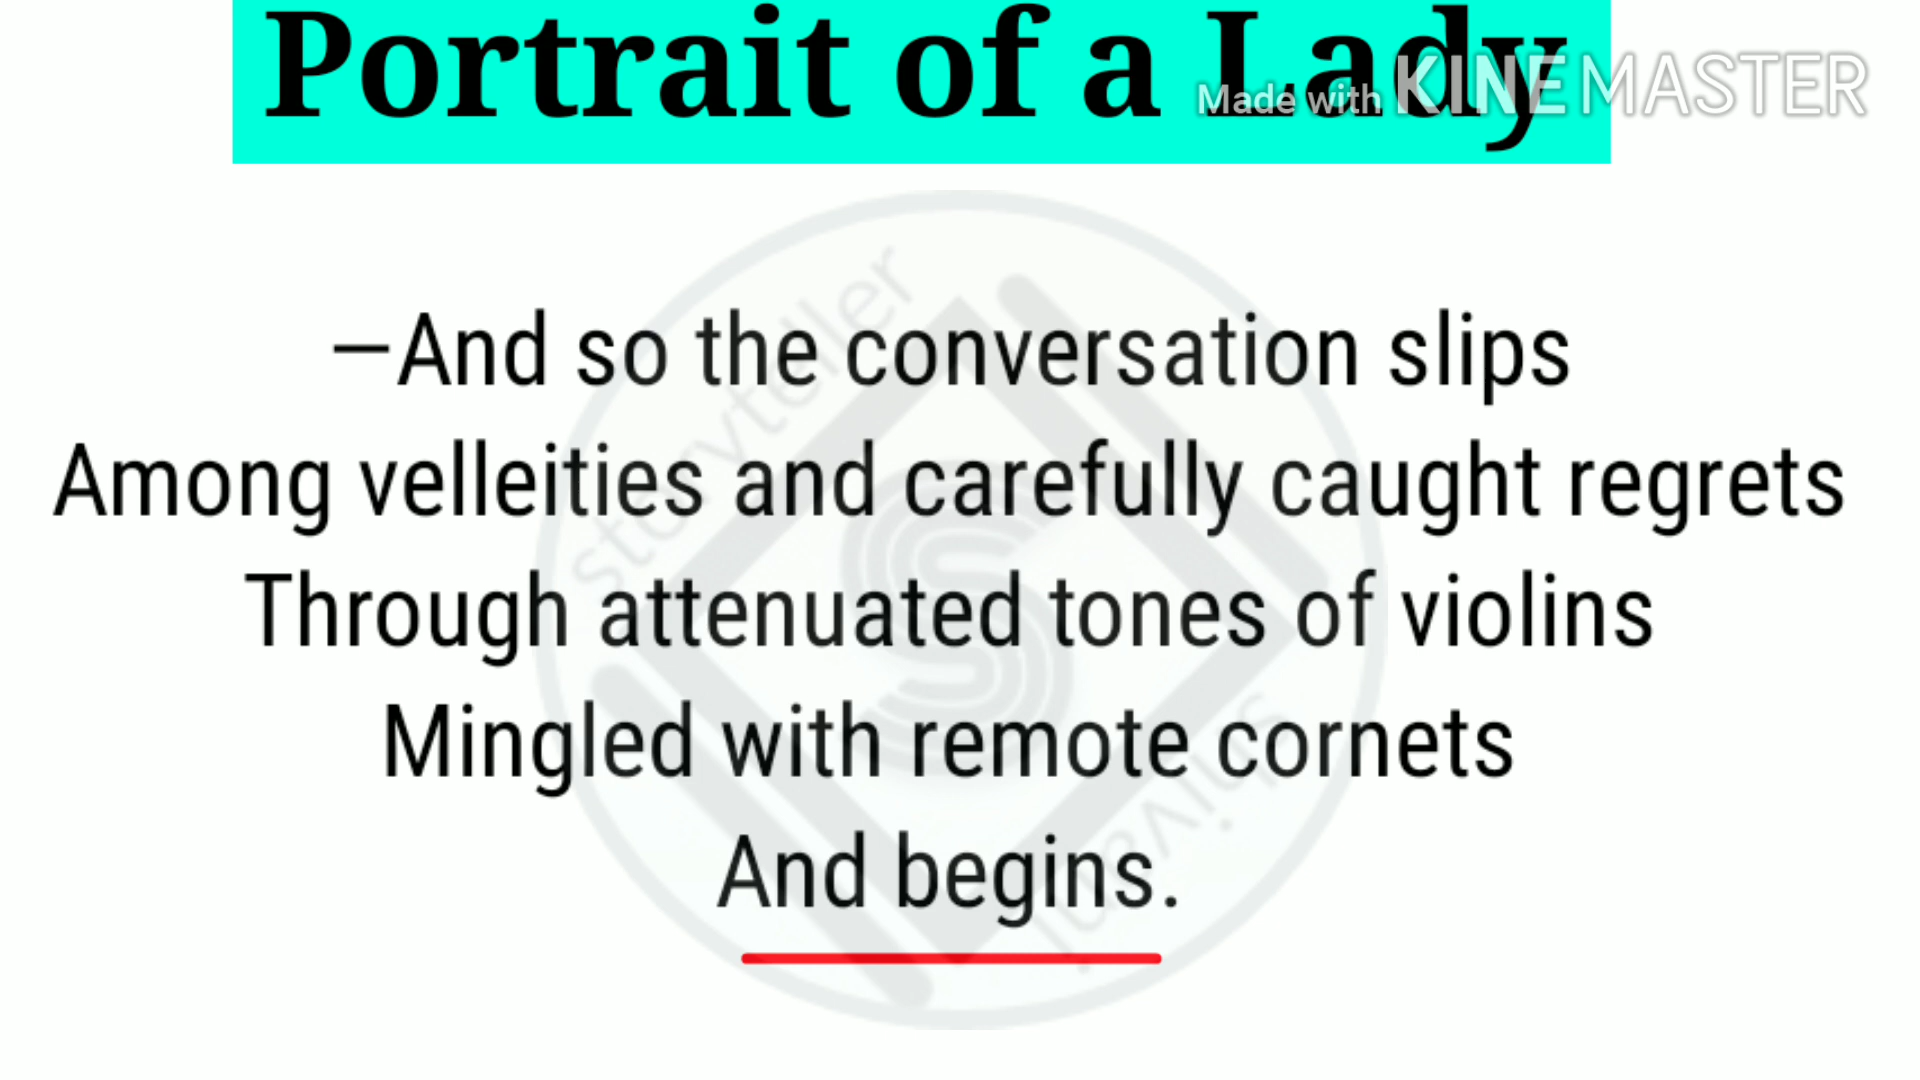 Portrait of a Lady
Made with KINEMASTER
storyteller
—And so the conversation slips
Among velleities and carefully caught regrets
Through attenuated tones of violins
Mingled with remote cornets
And begins.
S